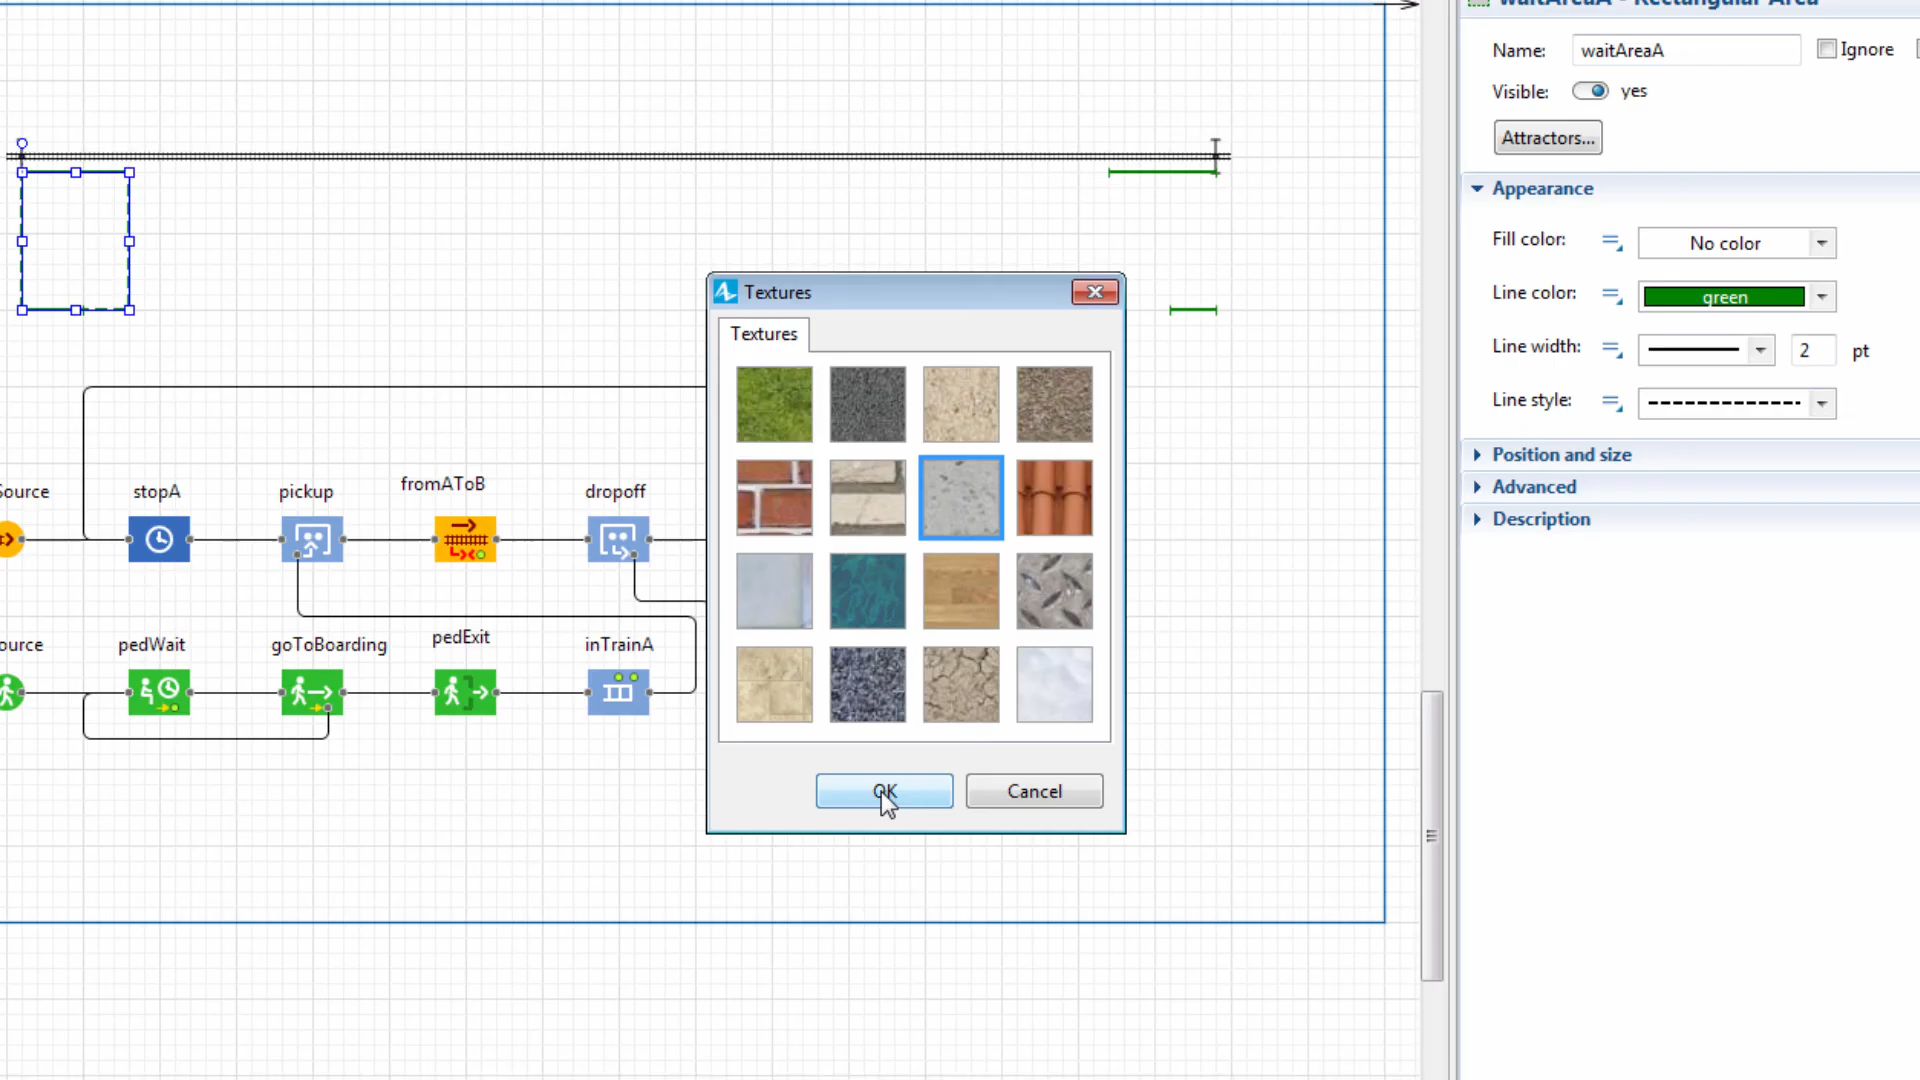 waitAreaA - Rectangular Area
Name:
waitAreaA
Ignore
Visible:
yes
Attractors...
Appearance
Fill color:
No color
Line color:
green
Line width:
2
pt
Line style:
Position and size
Advanced
Description
Textures
Textures
OK
Cancel
Source
stopA
pickup
fromAToB
dropoff
ource
pedWait
goToBoarding
pedExit
inTrainA